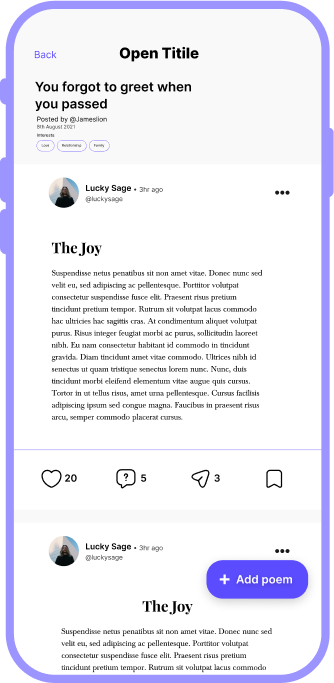 Back
Open Titile
You forgot to greet when
you passed
Posted by @Jameslion
9th August 2021
Interests
Love Relationship Family
Lucky Sage • 3hr ago
@luckysage
The Joy
Suspendisse netus penatibus sit non amet vitae. Donec nunc sed
velit eu, sed adipiscing ac pellentesque. Porttitor volutpat
consectetur suspendisse fusce elit. Praesent risus pretium
tincidunt pretium tempor. Rutrum sit volutpat lacus commodo
hac ultricies hac sagittis cras. At condimentum aliquet volutpat
purus. Risus integer feugiat morbi ac purus, sollicitudin laoreet
nibh. Eu nam consectetur habitant id commodo in tincidunt
gravida. Diam tincidunt amet vitae commodo. Ultrices nibh id
senectus ut quam tristique senectus lorem nunc. Nunc, duis
tincidunt morbi eleifend elementum vitae augue quis cursus.
Tortor in ut tellus risus, amet urna pellentesque. Cursus facilisis
adipiscing ipsum sed congue magna. Faucibus in praesent risus
arcu, semper commodo placerat cursus.
20 5 3
Lucky Sage • 3hr ago
@luckysage
Add poem
The Joy
Suspendisse netus penatibus sit non amet vitae. Donec nunc sed
velit eu, sed adipiscing ac pellentesque. Porttitor volutpat
consectetur suspendisse fusce elit. Praesent risus pretium
tincidunt pretium tempor. Rutrum sit volutpat lacus commodo